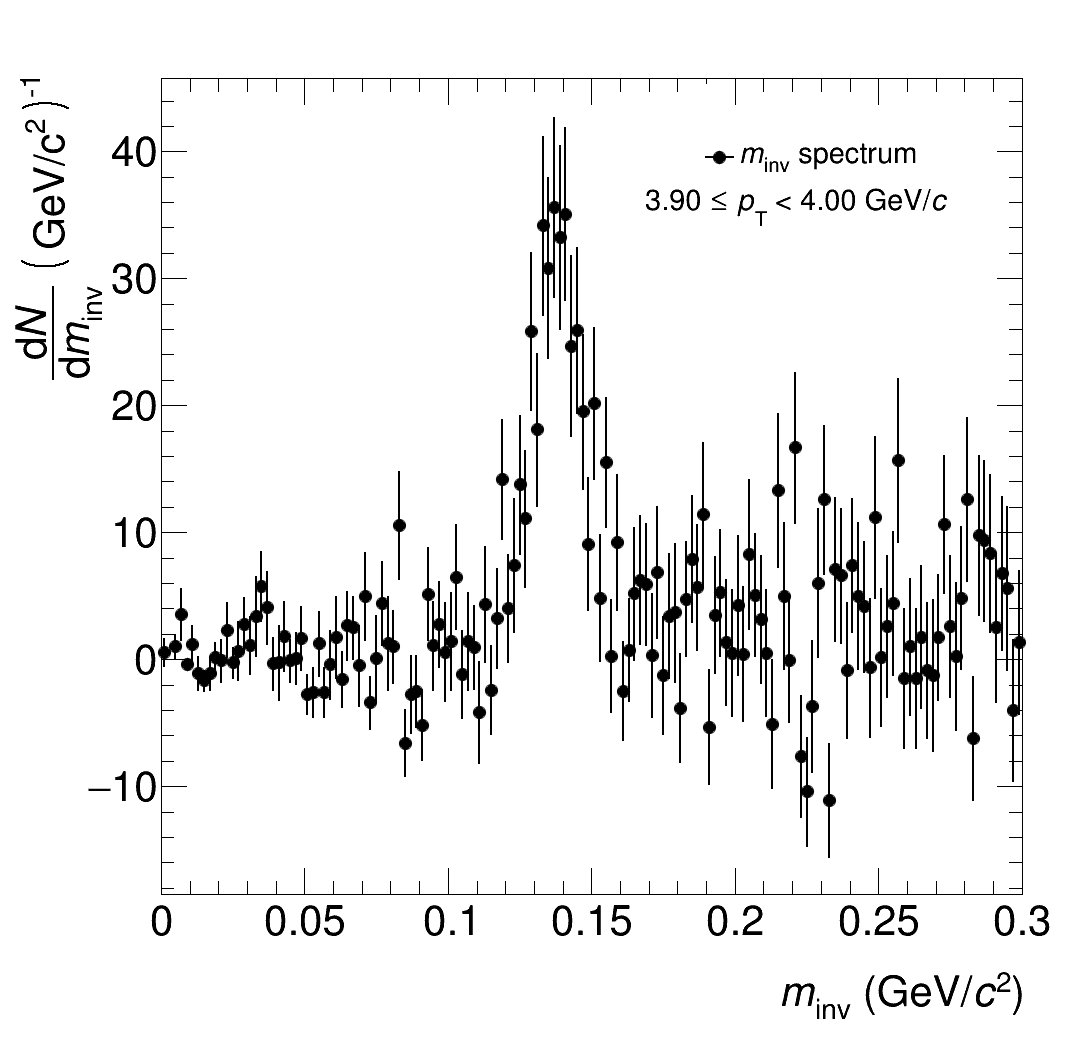 dN/dm_inv (GeV/c²)⁻¹
40
30
20
10
0
−10
m_inv spectrum
3.90 ≤ p_T < 4.00 GeV/c
0 0.05 0.1 0.15 0.2 0.25 0.3
m_inv (GeV/c²)